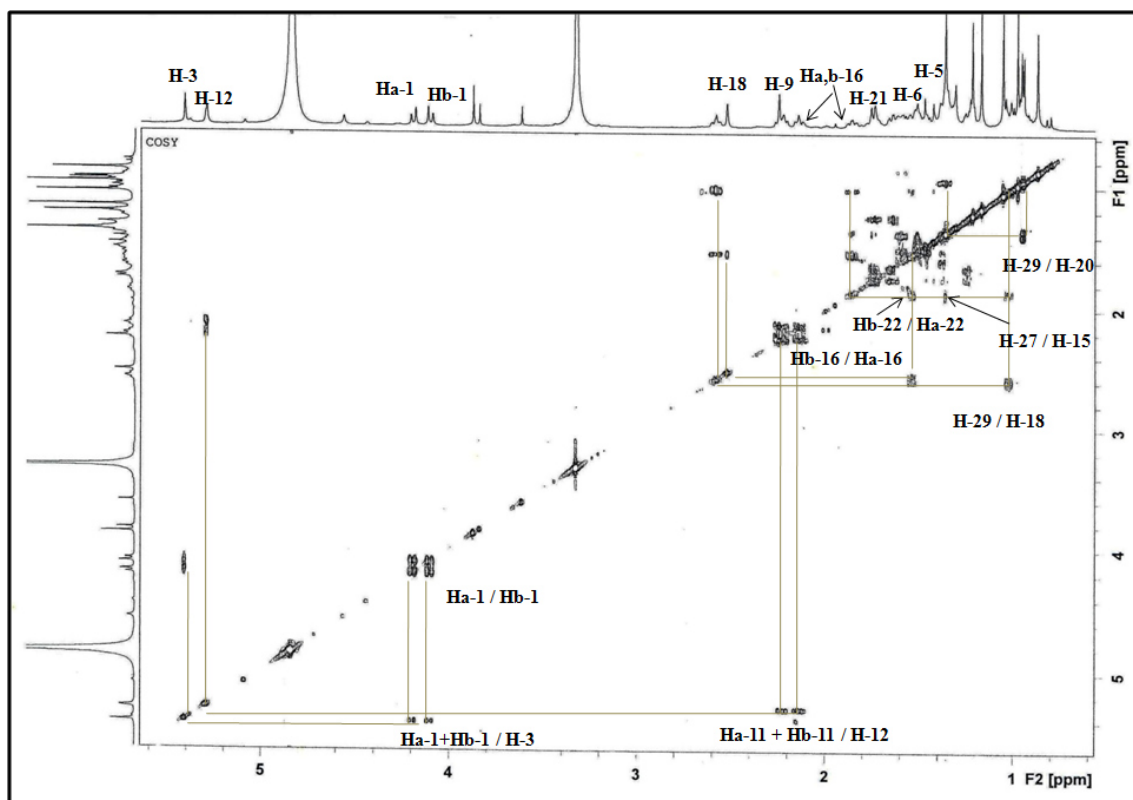 H-3
H-12
Ha-1
Hb-1
H-18
H-9
Ha,b-16
H-21
H-6
H-5
COSY
F1 [ppm]
1
H-29 / H-20
2
Hb-22 / Ha-22
H-27 / H-15
Hb-16 / Ha-16
H-29 / H-18
3
4
Ha-1 / Hb-1
5
Ha-1+Hb-1 / H-3
Ha-11 + Hb-11 / H-12
5
4
3
2
1 F2 [ppm]